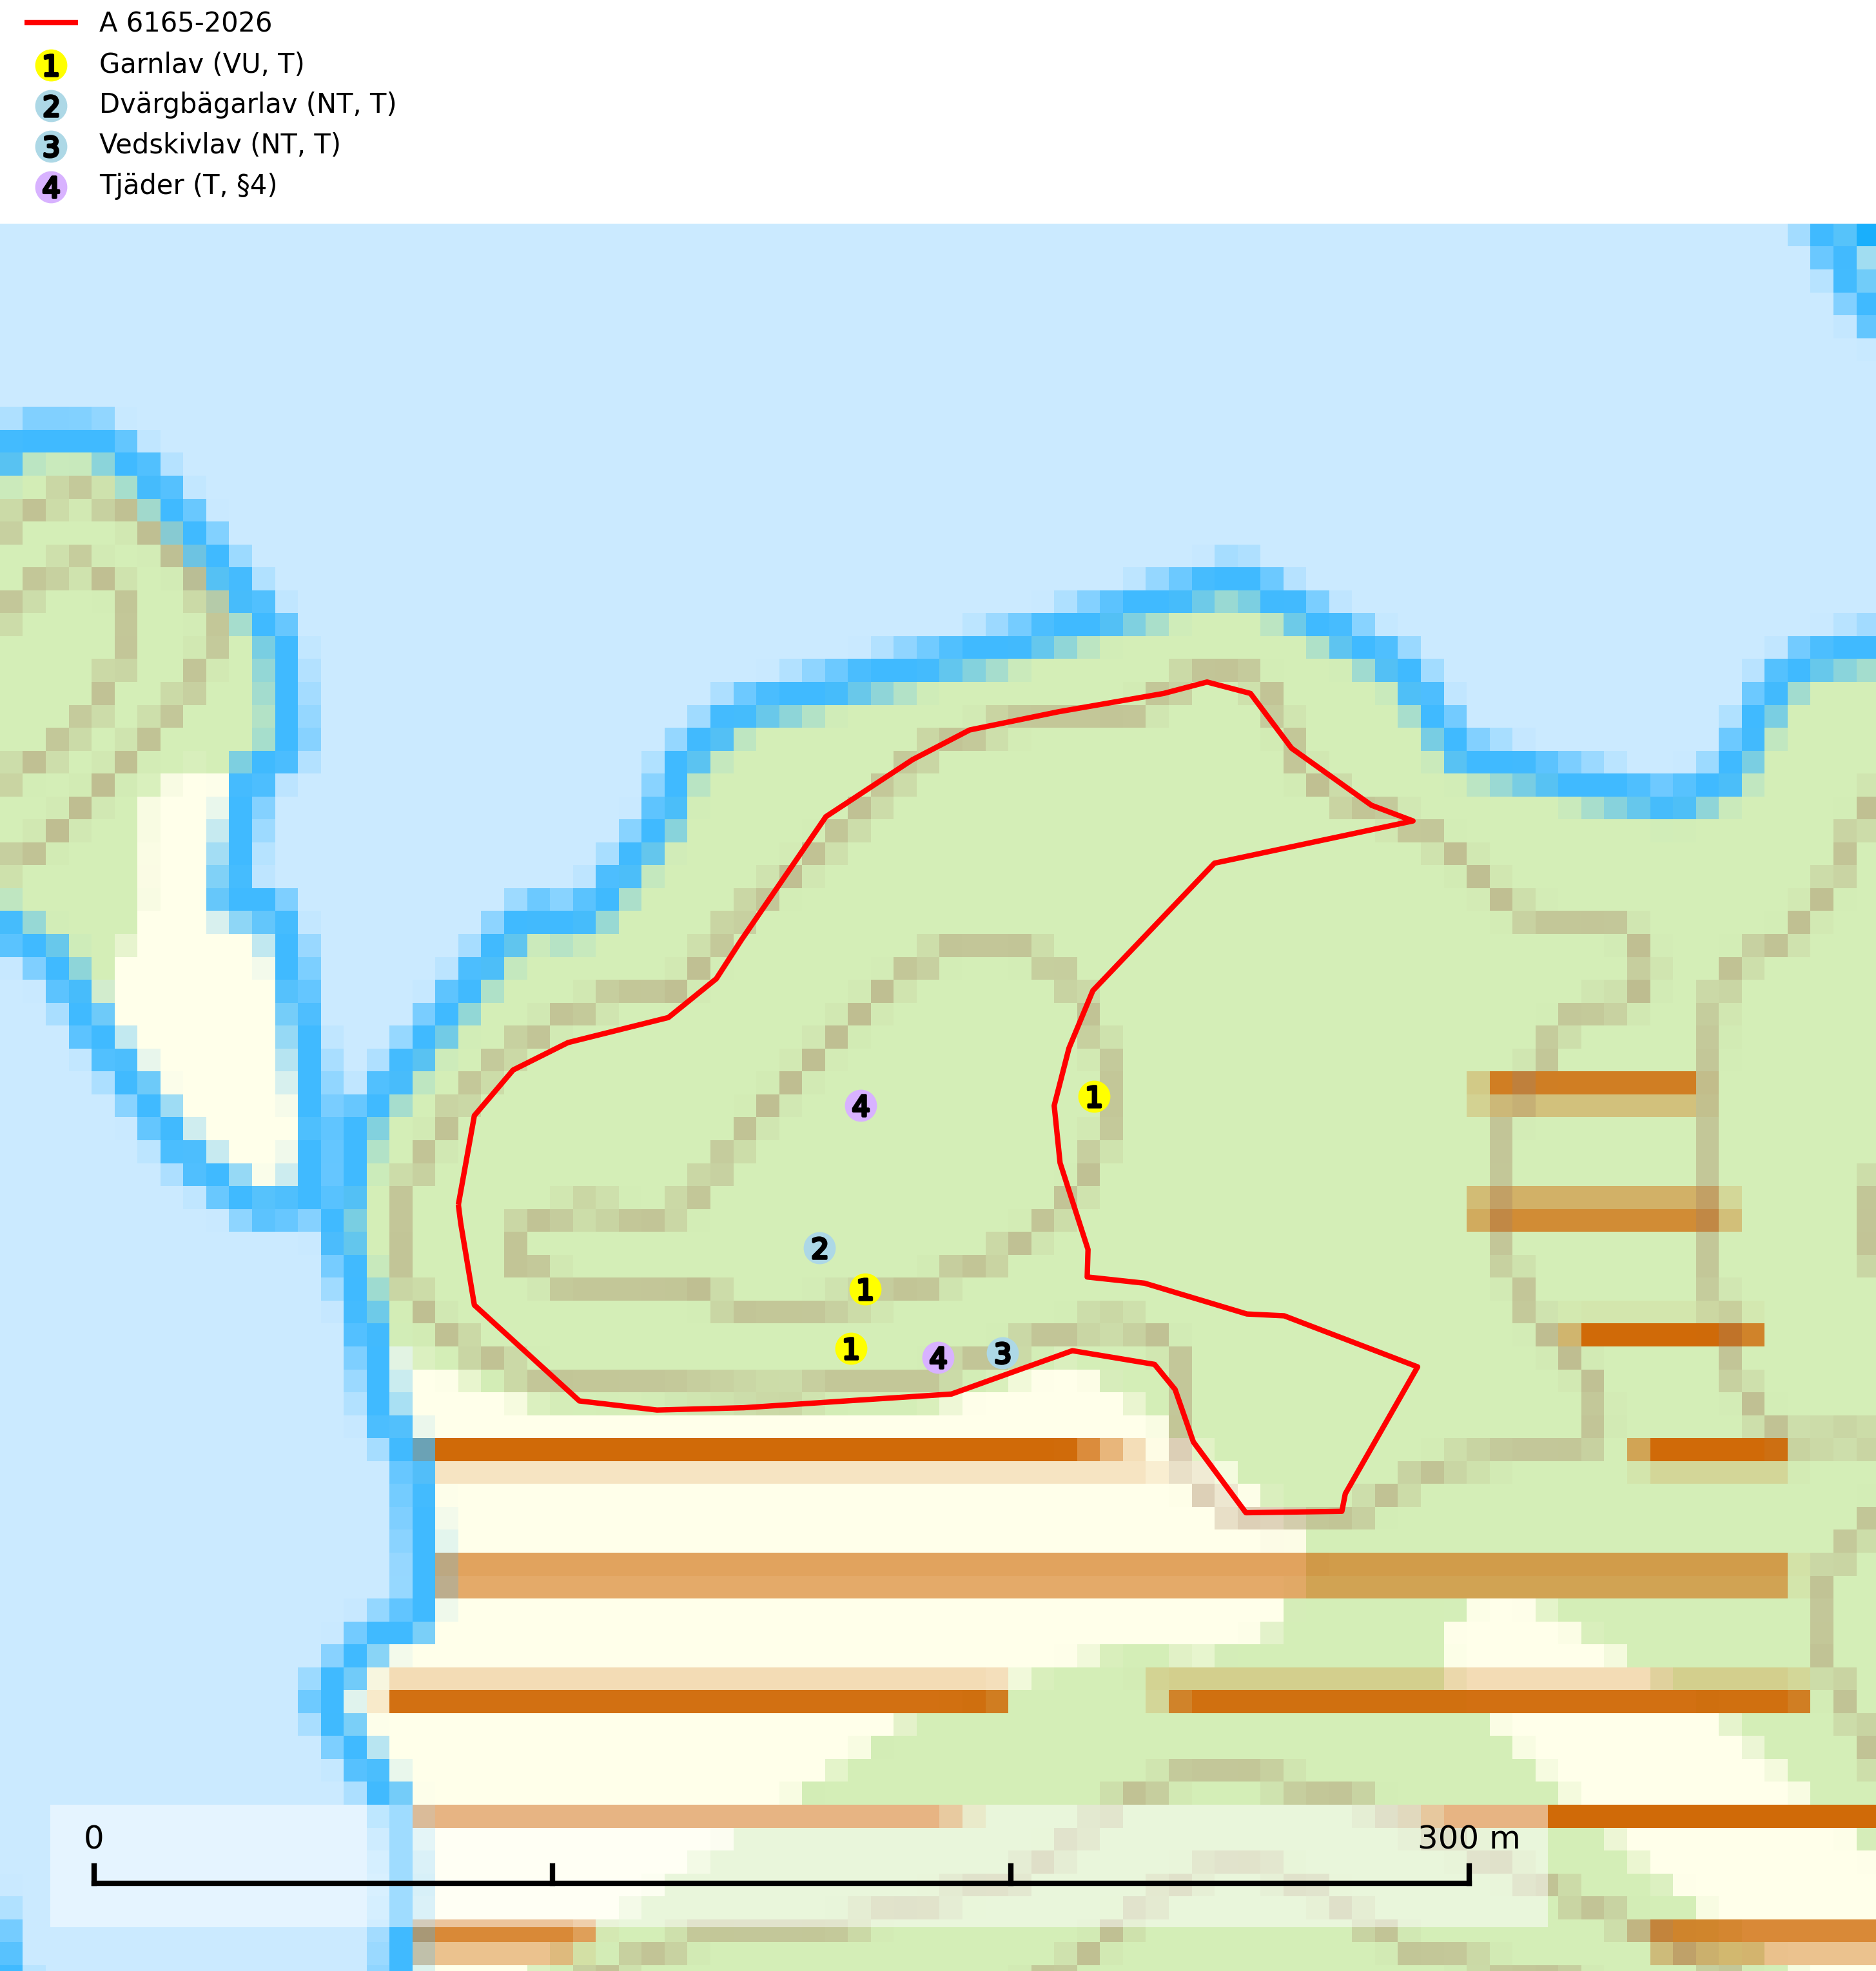 A 6165-2026
1 Garnlav (VU, T)
2 Dvärgbägarlav (NT, T)
3 Vedskivlav (NT, T)
4 Tjäder (T, §4)
1
4
2
1
1
4
3
0
300 m